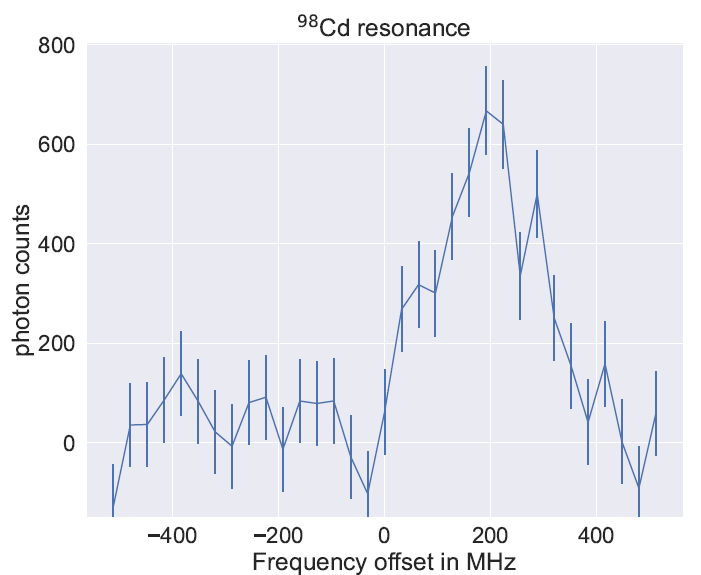 ⁹⁸Cd resonance
800
600
400
200
0
photon counts
−400 −200 0 200 400
Frequency offset in MHz